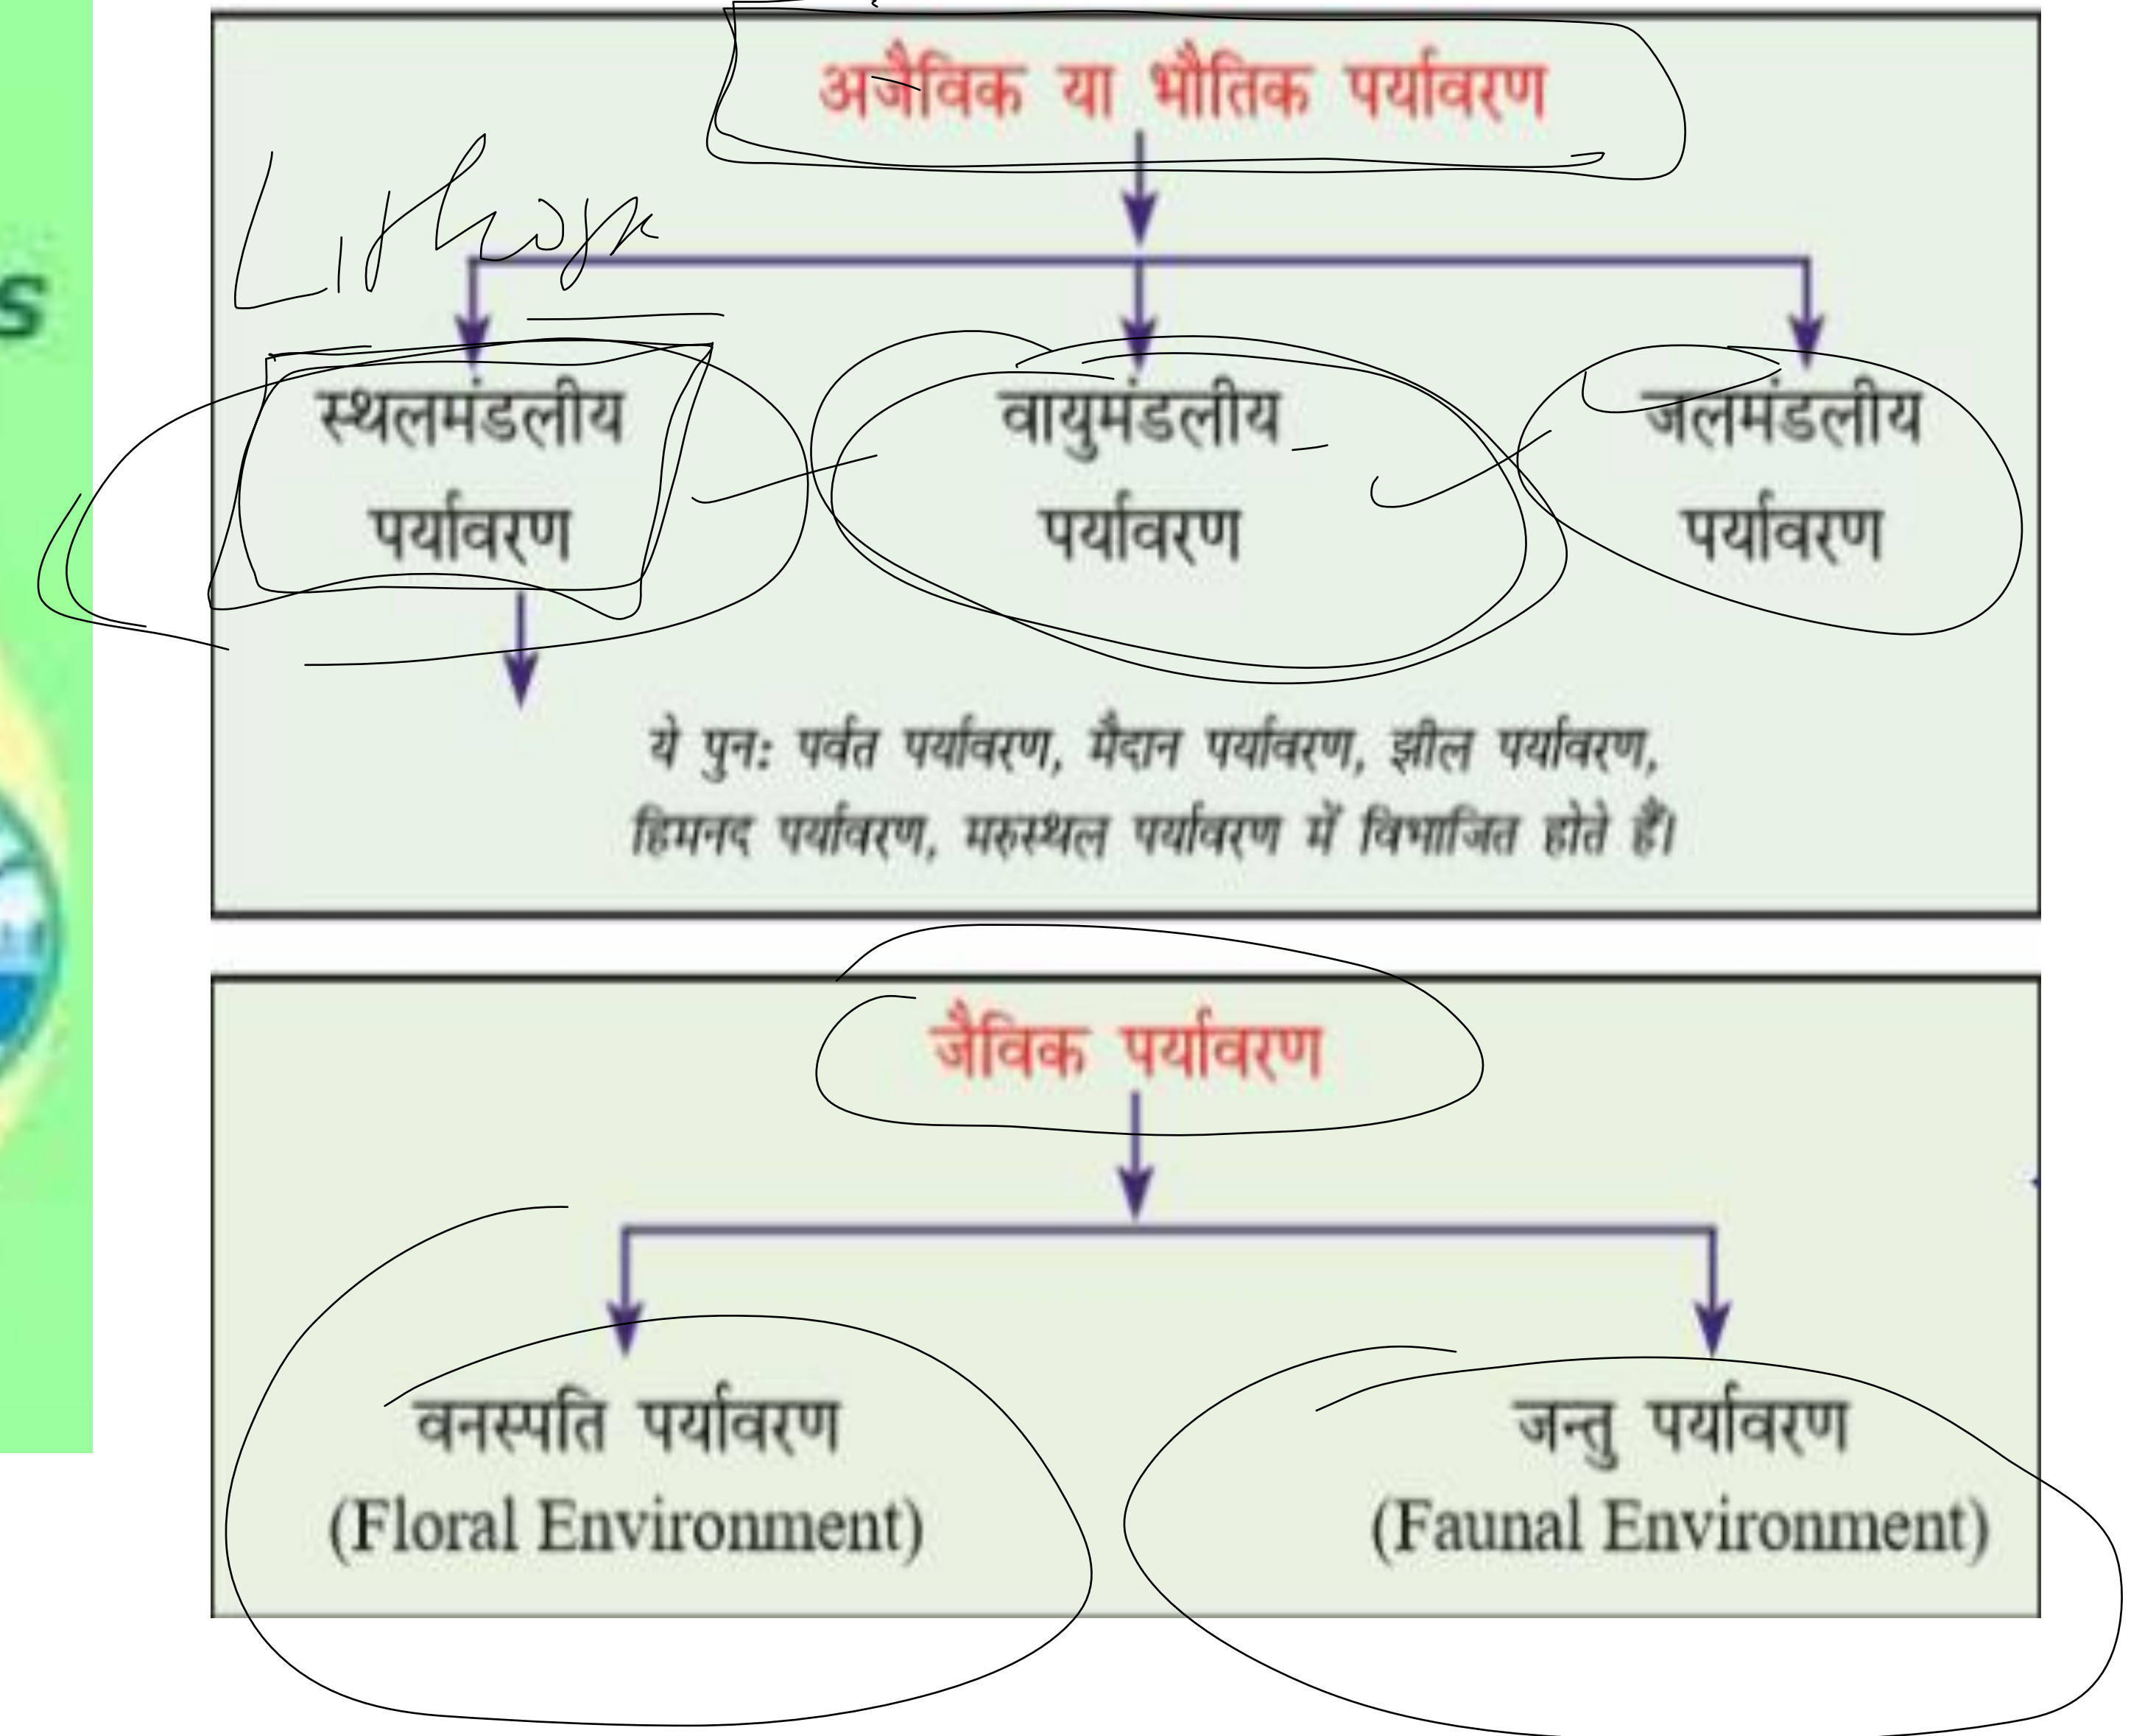 s
अजैविक या भौतिक पर्यावरण
स्थलमंडलीय
पर्यावरण
वायुमंडलीय
पर्यावरण
जलमंडलीय
पर्यावरण
ये पुन: पर्वत पर्यावरण, मैदान पर्यावरण, झील पर्यावरण,
हिमनद पर्यावरण, मरुस्थल पर्यावरण में विभाजित होते हैं।
जैविक पर्यावरण
वनस्पति पर्यावरण
(Floral Environment)
जन्तु पर्यावरण
(Faunal Environment)